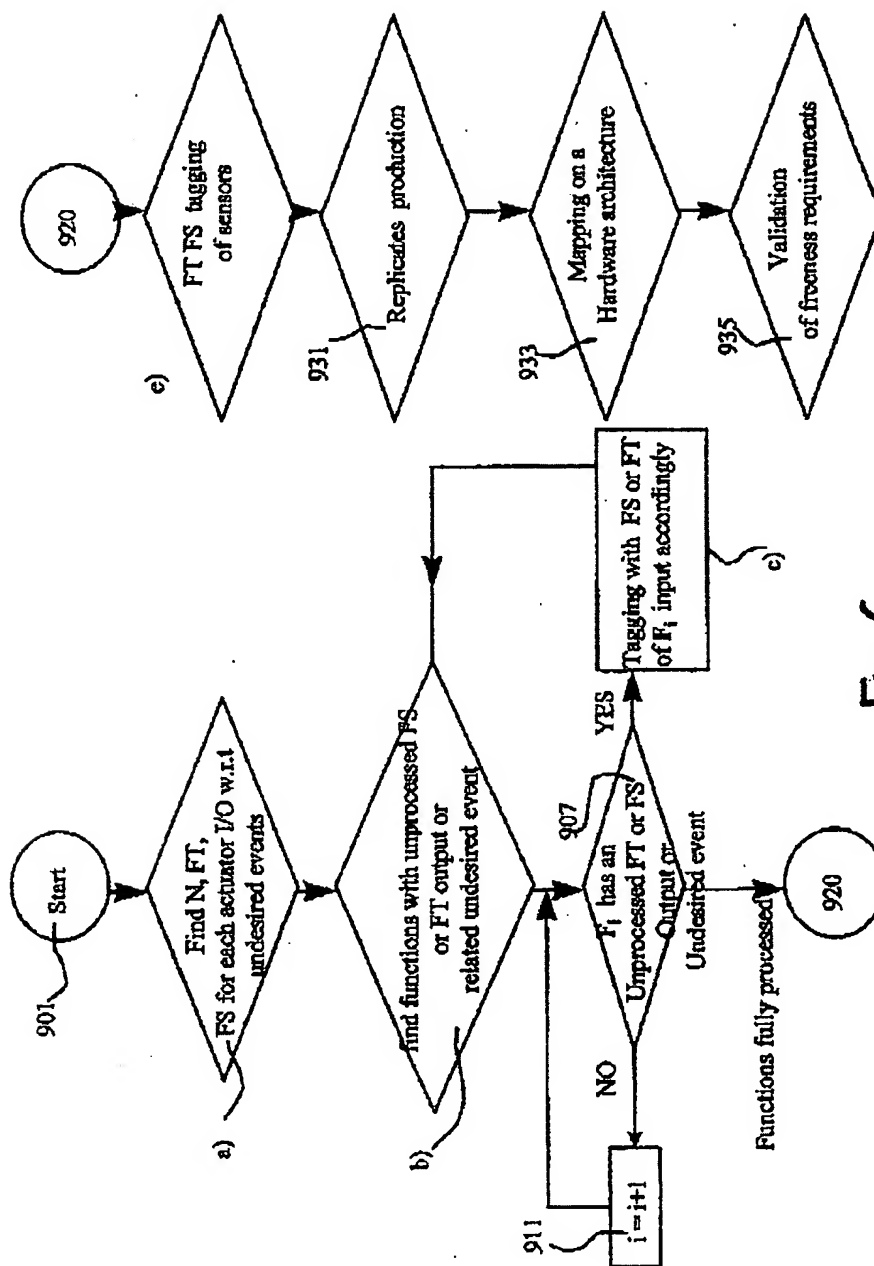 901
Start
a)
Find N, FT,
FS for each actuator I/O w.r.t
undesired events
b)
find functions with unprocessed FS
or FT output or
related undesired event
907
Fi has an
Unprocessed FT or FS
Output or
Undesired event
NO
911
i = i+1
YES
Tagging with FS or FT
of Fi input accordingly
c)
Functions fully processed
920
920
e)
FT FS tagging
of sensors
931
Replicates production
933
Mapping on a
Hardware architecture
935
Validation
of freeness requirements